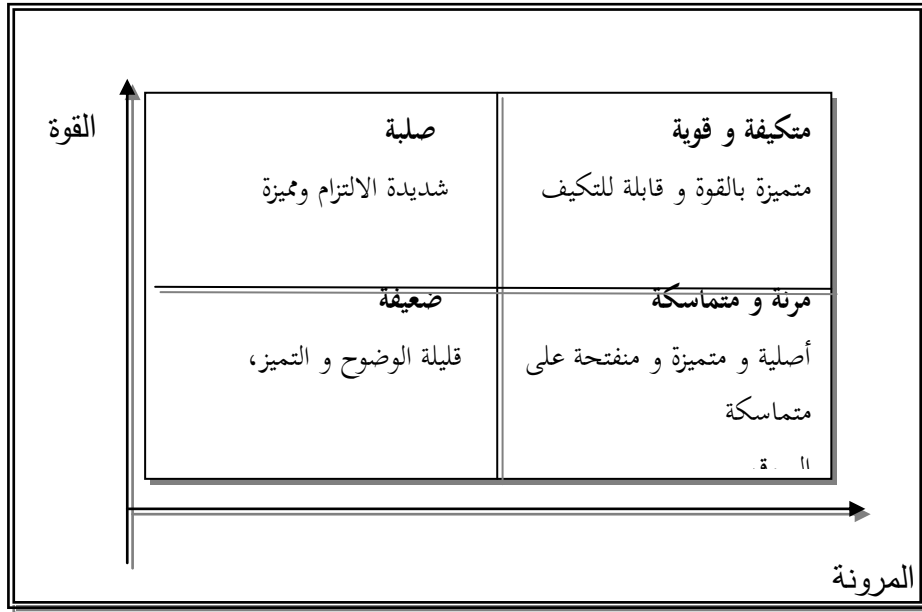 القوة
متكيفة و قوية
متميزة بالقوة و قابلة للتكيف
صلبة
شديدة الالتزام ومميزة
مرنة و متماسكة
أصلية و متميزة و منفتحة على
متماسكة
ضعيفة
قليلة الوضوح و التميز،
المرونة